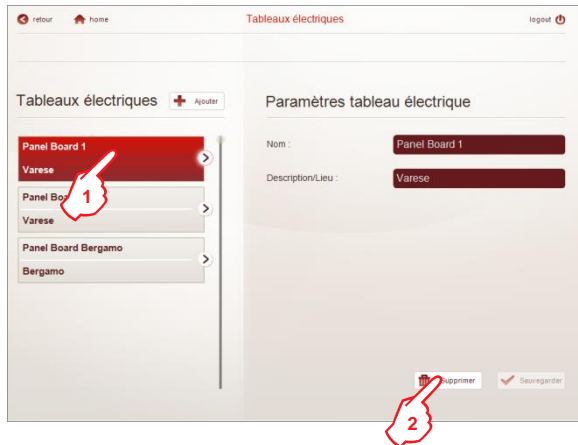 retour home Tableaux électriques logout
Tableaux électriques Ajouter
Paramètres tableau électrique
Panel Board 1
Varese
Panel
Varese
Panel Board Bergamo
Bergamo
Nom : Panel Board 1
Description/Lieu : Varese
Supprimer Sauvegarder
1
2